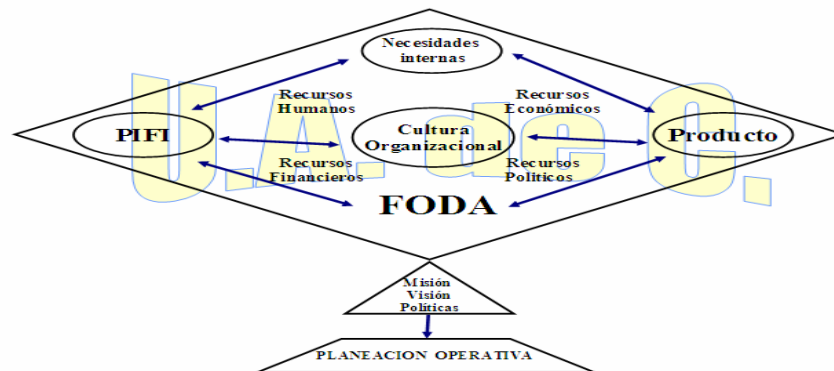 Necesidades
internas
Recursos
Humanos
Recursos
Económicos
PIFI
Cultura
Organizacional
Producto
Recursos
Financieros
Recursos
Politicos
FODA
U.A. de C.
Misión
Visión
Políticas
PLANEACION OPERATIVA